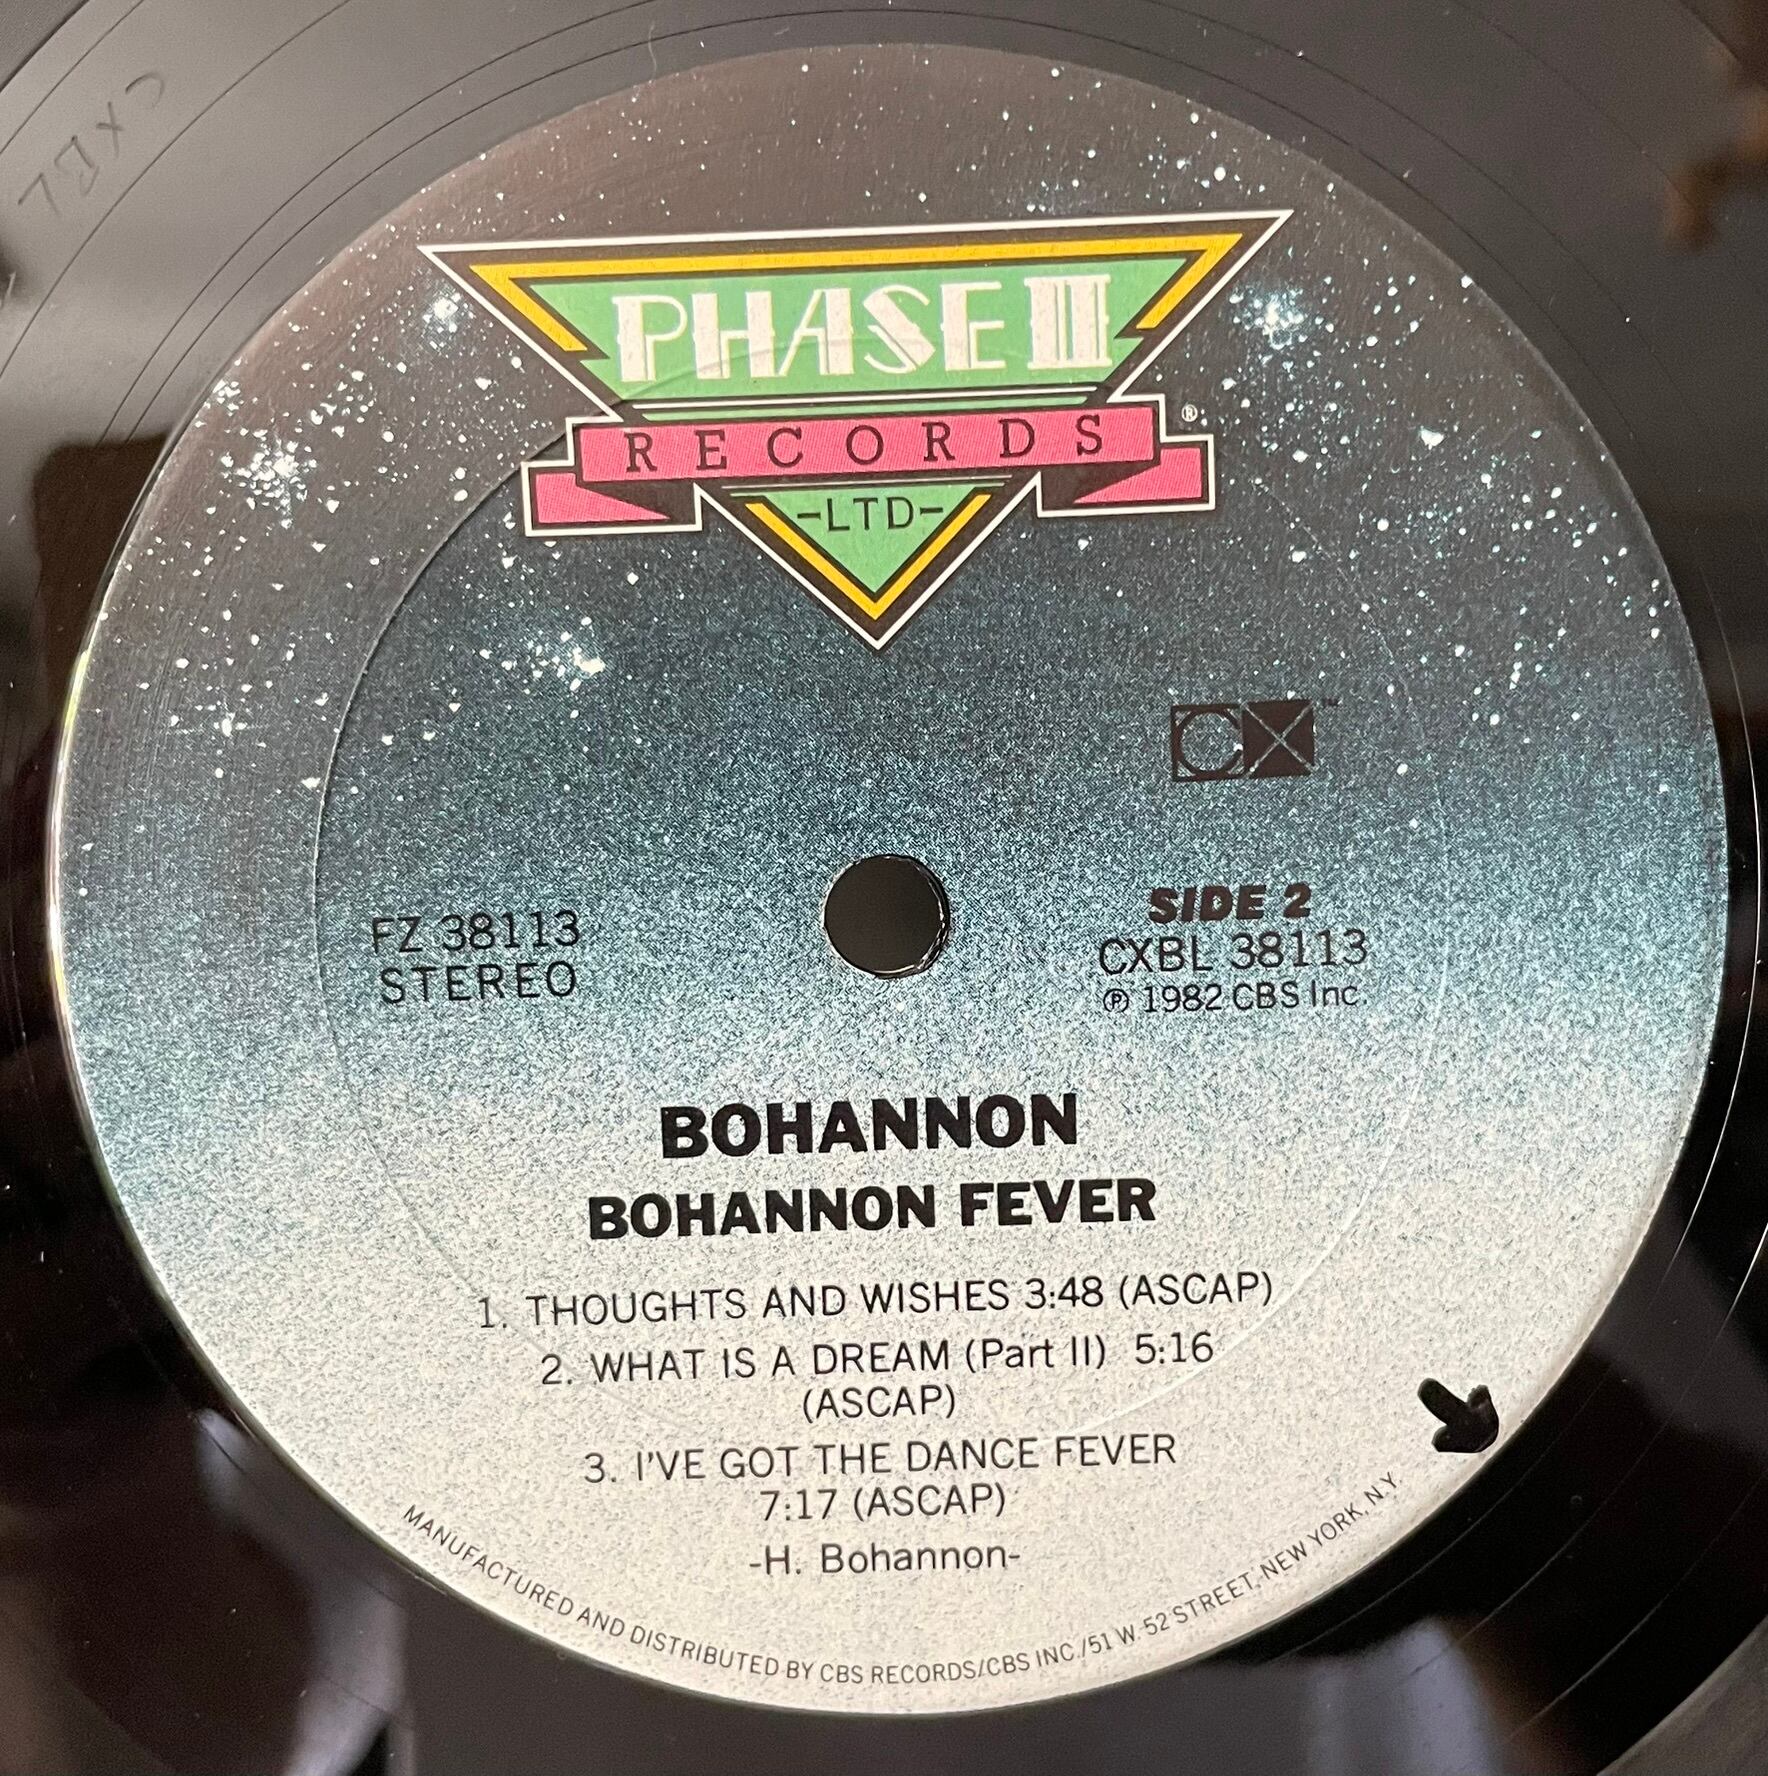 CXBL
PHASE III
RECORDS
®
-LTD-
CX™
FZ 38113
STEREO
SIDE 2
CXBL 38113
℗ 1982 CBS Inc.
BOHANNON
BOHANNON FEVER
1. THOUGHTS AND WISHES 3:48 (ASCAP)
2. WHAT IS A DREAM (Part II) 5:16
(ASCAP)
3. I'VE GOT THE DANCE FEVER
7:17 (ASCAP)
-H. Bohannon-
MANUFACTURED AND DISTRIBUTED BY CBS RECORDS/CBS INC./51 W. 52 STREET, NEW YORK, N.Y.